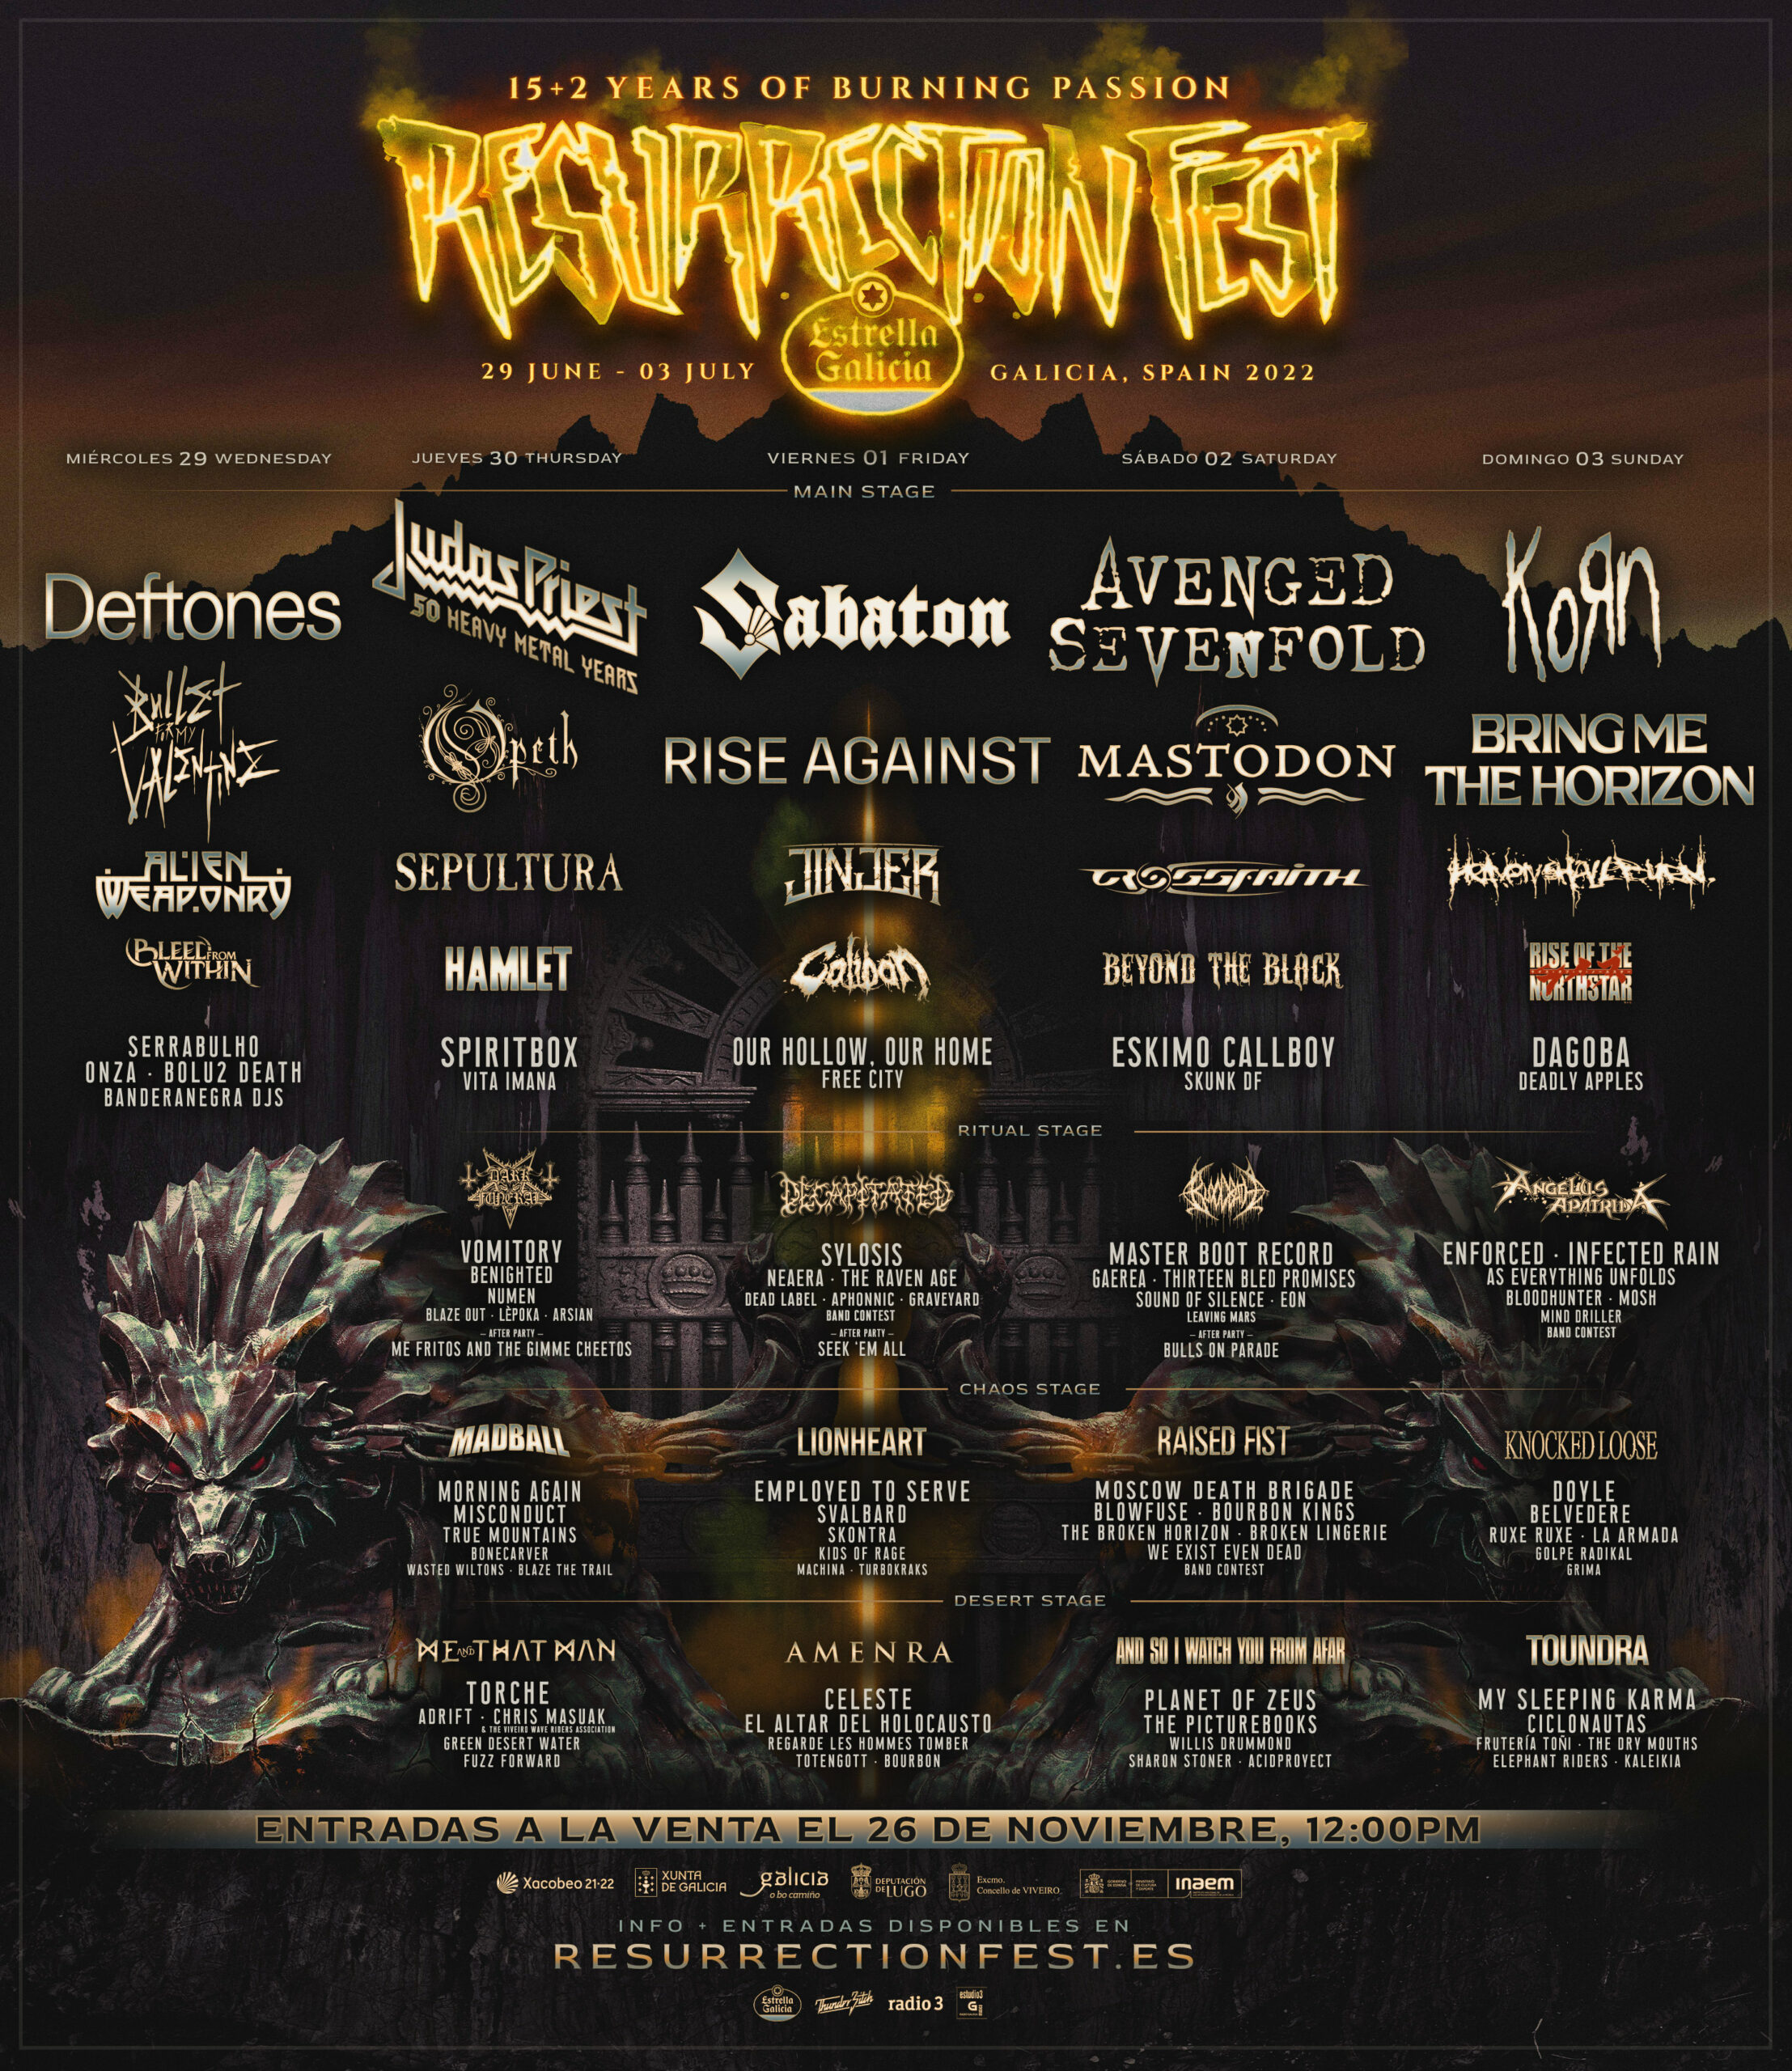 15+2 YEARS OF BURNING PASSION
RESURRECTION FEST
Estrella
Galicia
29 JUNE - 03 JULY
GALICIA, SPAIN 2022
MIÉRCOLES 29 WEDNESDAY
JUEVES 30 THURSDAY
VIERNES 01 FRIDAY
SÁBADO 02 SATURDAY
DOMINGO 03 SUNDAY
MAIN STAGE
Deftones
BULLET
FOR MY
VALENTINE
ALIEN
WEAPONRY
BLEED FROM
WITHIN
SERRABULHO
ONZA · BOLU2 DEATH
BANDERANEGRA DJS
Judas Priest
50 HEAVY METAL YEARS
Opeth
SEPULTURA
HAMLET
SPIRITBOX
VITA IMANA
Sabaton
RISE AGAINST
JINJER
Caliban
OUR HOLLOW, OUR HOME
FREE CITY
AVENGED
SEVENFOLD
MASTODON
CROSSFAITH
BEYOND THE BLACK
ESKIMO CALLBOY
SKUNK DF
KoЯn
BRING ME
THE HORIZON
HEAVEN SHALL BURN.
RISE OF THE
NORTHSTAR
DAGOBA
DEADLY APPLES
RITUAL STAGE
DARK
FUNERAL
VOMITORY
BENIGHTED
NUMEN
BLAZE OUT · LÈPOKA · ARSIAN
– AFTER PARTY –
ME FRITOS AND THE GIMME CHEETOS
DECAPITATED
SYLOSIS
NEAERA · THE RAVEN AGE
DEAD LABEL · APHONNIC · GRAVEYARD
BAND CONTEST
– AFTER PARTY –
SEEK 'EM ALL
BLOODBATH
MASTER BOOT RECORD
GAEREA · THIRTEEN BLED PROMISES
SOUND OF SILENCE · EON
LEAVING MARS
– AFTER PARTY –
BULLS ON PARADE
ANGELUS
APATRIDA
ENFORCED · INFECTED RAIN
AS EVERYTHING UNFOLDS
BLOODHUNTER · MOSH
MIND DRILLER
BAND CONTEST
CHAOS STAGE
MADBALL
MORNING AGAIN
MISCONDUCT
TRUE MOUNTAINS
BONECARVER
WASTED WILTONS · BLAZE THE TRAIL
LIONHEART
EMPLOYED TO SERVE
SVALBARD
SKONTRA
KIDS OF RAGE
MACHINA · TURBOKRAKS
RAISED FIST
MOSCOW DEATH BRIGADE
BLOWFUSE · BOURBON KINGS
THE BROKEN HORIZON · BROKEN LINGERIE
WE EXIST EVEN DEAD
BAND CONTEST
KNOCKED LOOSE
DOYLE
BELVEDERE
RUXE RUXE · LA ARMADA
GOLPE RADIKAL
GRIMA
DESERT STAGE
ME AND THAT MAN
TORCHE
ADRIFT · CHRIS MASUAK
& THE VIVEIRO WAVE RIDERS ASSOCIATION
GREEN DESERT WATER
FUZZ FORWARD
AMENRA
CELESTE
EL ALTAR DEL HOLOCAUSTO
REGARDE LES HOMMES TOMBER
TOTENGOTT · BOURBON
AND SO I WATCH YOU FROM AFAR
PLANET OF ZEUS
THE PICTUREBOOKS
WILLIS DRUMMOND
SHARON STONER · ACIDPROYECT
TOUNDRA
MY SLEEPING KARMA
CICLONAUTAS
FRUTERÍA TOÑI · THE DRY MOUTHS
ELEPHANT RIDERS · KALEIKIA
ENTRADAS A LA VENTA EL 26 DE NOVIEMBRE, 12:00PM
Xacobeo 21·22
XUNTA
DE GALICIA
galicia
o bo camiño
DEPUTACIÓN
DE LUGO
Excmo.
Concello de VIVEIRO.
inaem
INFO + ENTRADAS DISPONIBLES EN
RESURRECTIONFEST.ES
Estrella
Galicia
Thunder Bitch
radio 3
estudio3
G